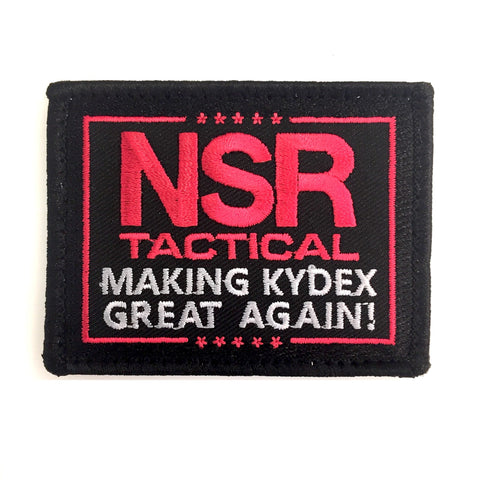 NSR
TACTICAL
MAKING KYDEX
GREAT AGAIN!